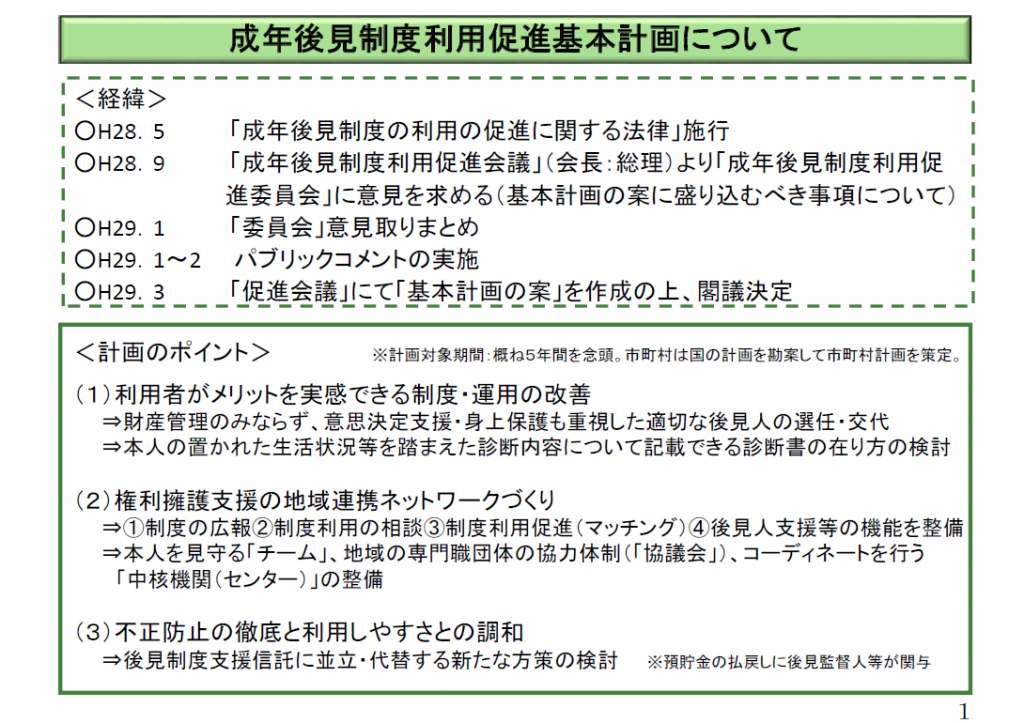 成年後見制度利用促進基本計画について
＜経緯＞
○H28．5　「成年後見制度の利用の促進に関する法律」施行
○H28．9　「成年後見制度利用促進会議」（会長：総理）より「成年後見制度利用促
進委員会」に意見を求める（基本計画の案に盛り込むべき事項について）
○H29．1　「委員会」意見取りまとめ
○H29．1～2　パブリックコメントの実施
○H29．3　「促進会議」にて「基本計画の案」を作成の上、閣議決定
＜計画のポイント＞　※計画対象期間：概ね５年間を念頭。市町村は国の計画を勘案して市町村計画を策定。
（１）利用者がメリットを実感できる制度・運用の改善
⇒財産管理のみならず、意思決定支援・身上保護も重視した適切な後見人の選任・交代
⇒本人の置かれた生活状況等を踏まえた診断内容について記載できる診断書の在り方の検討
（２）権利擁護支援の地域連携ネットワークづくり
⇒①制度の広報②制度利用の相談③制度利用促進（マッチング）④後見人支援等の機能を整備
⇒本人を見守る「チーム」、地域の専門職団体の協力体制（「協議会」）、コーディネートを行う
「中核機関（センター）」の整備
（３）不正防止の徹底と利用しやすさとの調和
⇒後見制度支援信託に並立・代替する新たな方策の検討　※預貯金の払戻しに後見監督人等が関与
1